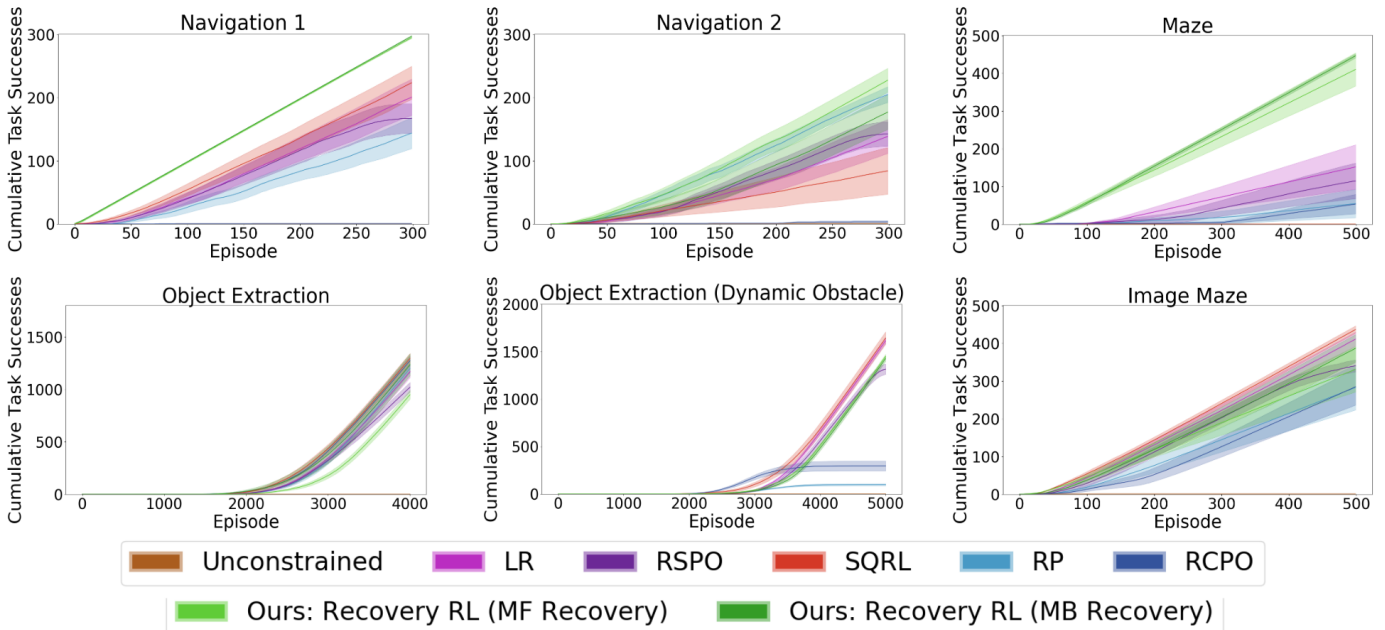 Navigation 1
Cumulative Task Successes
300
200
100
0
0 50 100 150 200 250 300
Episode
Navigation 2
Cumulative Task Successes
300
200
100
0
0 50 100 150 200 250 300
Episode
Maze
Cumulative Task Successes
500
400
300
200
100
0
0 100 200 300 400 500
Episode
Object Extraction
Cumulative Task Successes
1500
1000
500
0
0 1000 2000 3000 4000
Episode
Object Extraction (Dynamic Obstacle)
Cumulative Task Successes
2000
1500
1000
500
0
0 1000 2000 3000 4000 5000
Episode
Image Maze
Cumulative Task Successes
500
400
300
200
100
0
0 100 200 300 400 500
Episode
Unconstrained LR RSPO SQRL RP RCPO
Ours: Recovery RL (MF Recovery) Ours: Recovery RL (MB Recovery)